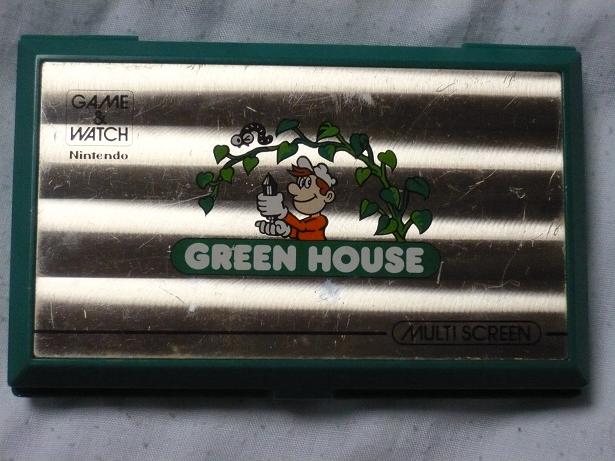 GAME
&
WATCH
Nintendo
GREEN HOUSE
MULTI SCREEN